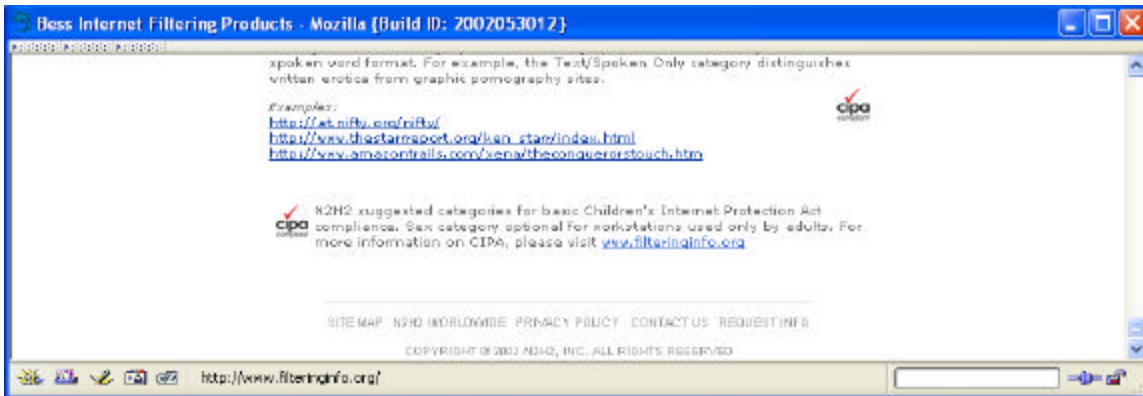 Bess Internet Filtering Products - Mozilla {Build ID: 2002053012}
spoken word format. For example, the Text/Spoken Only category distinguishes
written erotica from graphic pornography sites.
Examples:
http://at.nifty.org/nifty/
http://www.thestarreport.org/ken_starr/index.html
http://www.amazontrails.com/xena/theconquerorstouch.htm
cipa
compliant
N2H2 suggested categories for basic Children's Internet Protection Act
cipa compliance. Sex category optional for workstations used only by adults. For
compliant more information on CIPA, please visit www.filteringinfo.org
SITE MAP N2H2 WORLDWIDE PRIVACY POLICY CONTACT US REQUEST INFO
COPYRIGHT © 2002 N2H2, INC. ALL RIGHTS RESERVED
http://www.filteringinfo.org/